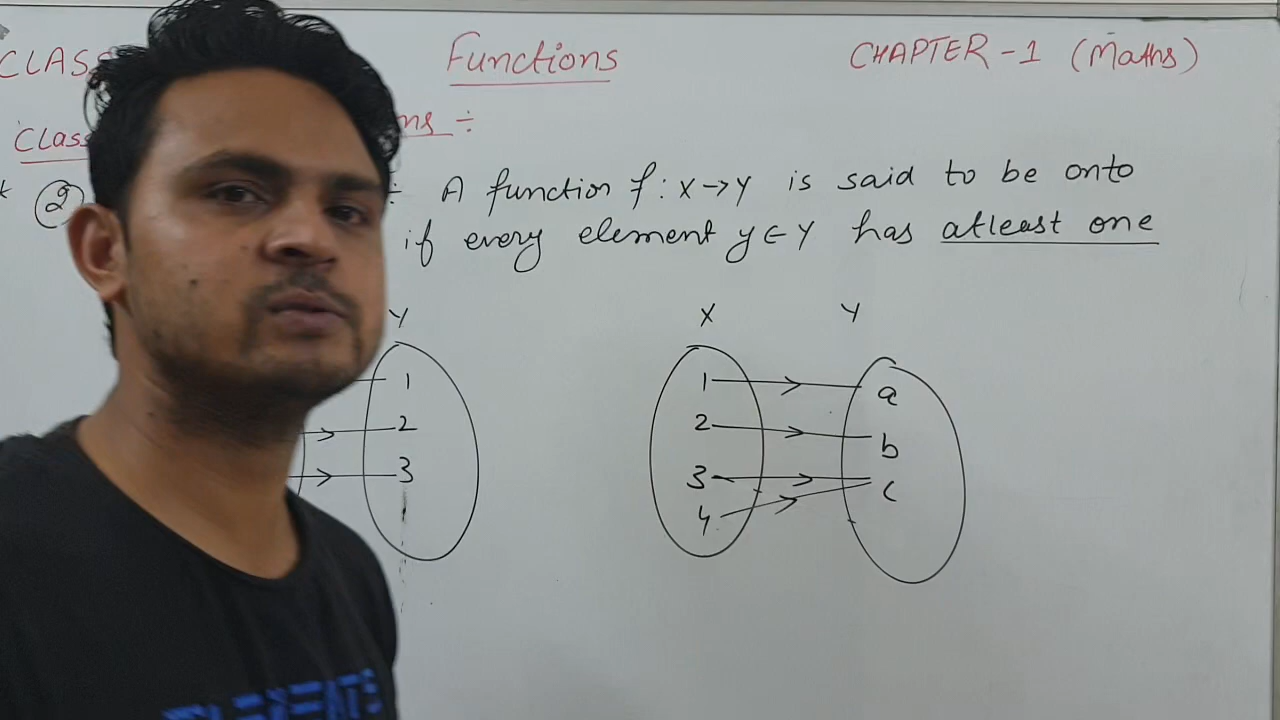 CLAS Functions CHAPTER-1 (Maths)
Class ns ÷
* ② ÷ A function f: X→Y is said to be onto
if every element y∈Y has atleast one
Y X Y
1 1 a
2 2 b
3 3 c
4